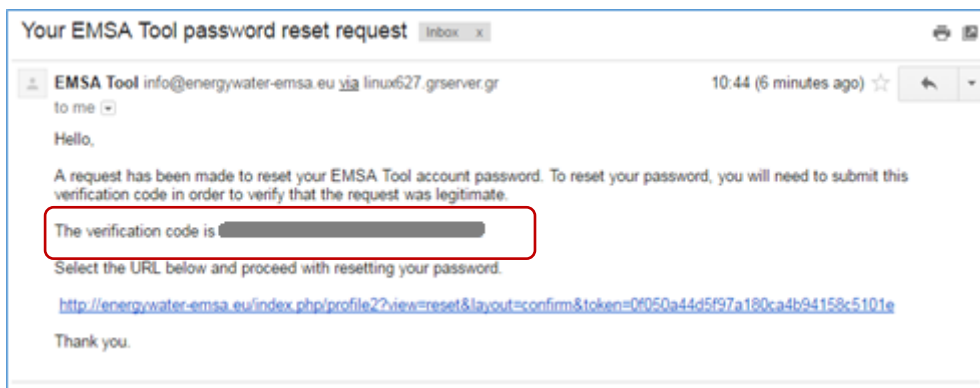 Your EMSA Tool password reset request Inbox x
EMSA Tool info@energywater-emsa.eu via linux627.grserver.gr 10:44 (6 minutes ago)
to me
Hello,
A request has been made to reset your EMSA Tool account password. To reset your password, you will need to submit this
verification code in order to verify that the request was legitimate.
The verification code is
Select the URL below and proceed with resetting your password.
http://energywater-emsa.eu/index.php/profile2?view=reset&layout=confirm&token=0f050a44d5f97a180ca4b94158c5101e
Thank you.